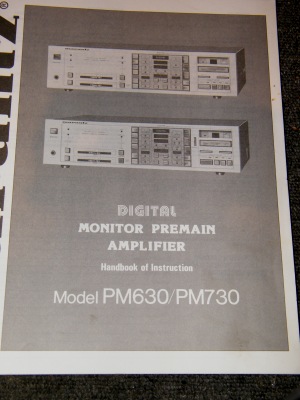 DIGITAL
MONITOR PREMAIN
AMPLIFIER
Handbook of Instruction
Model PM630/PM730